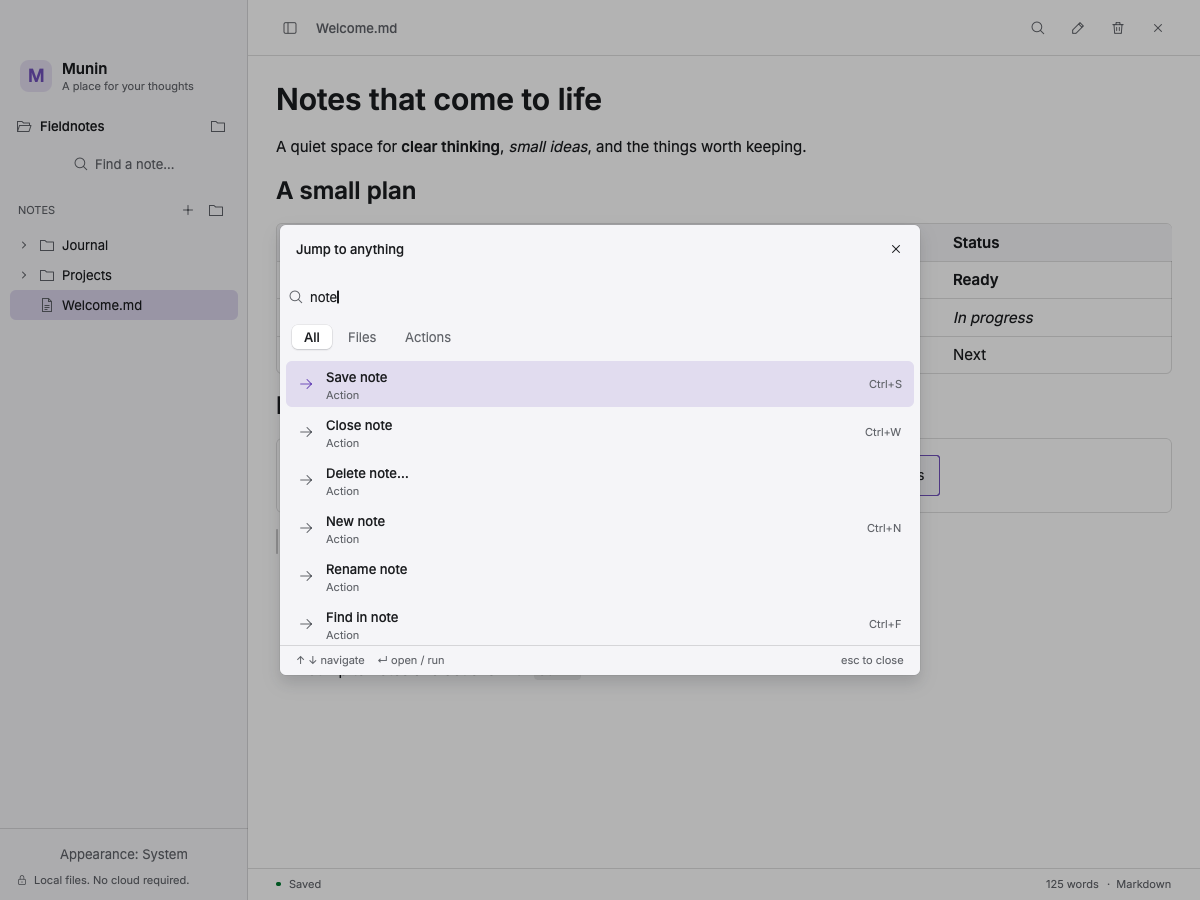 Welcome.md
M
Munin
A place for your thoughts
Fieldnotes
Find a note...
NOTES
Journal
Projects
Welcome.md
Appearance: System
Local files. No cloud required.
Notes that come to life
A quiet space for clear thinking, small ideas, and the things worth keeping.
A small plan
Status
Ready
In progress
Next
Jump to anything
note
All Files Actions
Save note
Action
Ctrl+S
Close note
Action
Ctrl+W
Delete note...
Action
New note
Action
Ctrl+N
Rename note
Action
Find in note
Action
Ctrl+F
↑ ↓ navigate ↵ open / run esc to close
Saved
125 words · Markdown